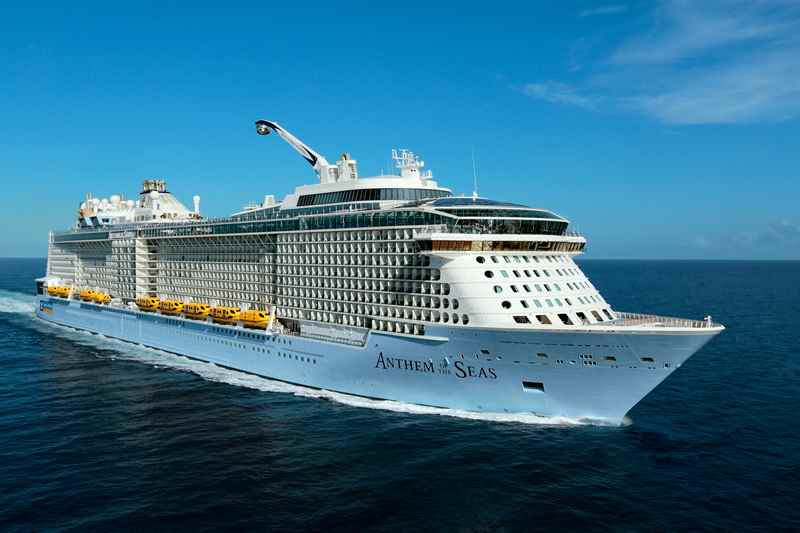 ANTHEM OF THE SEAS